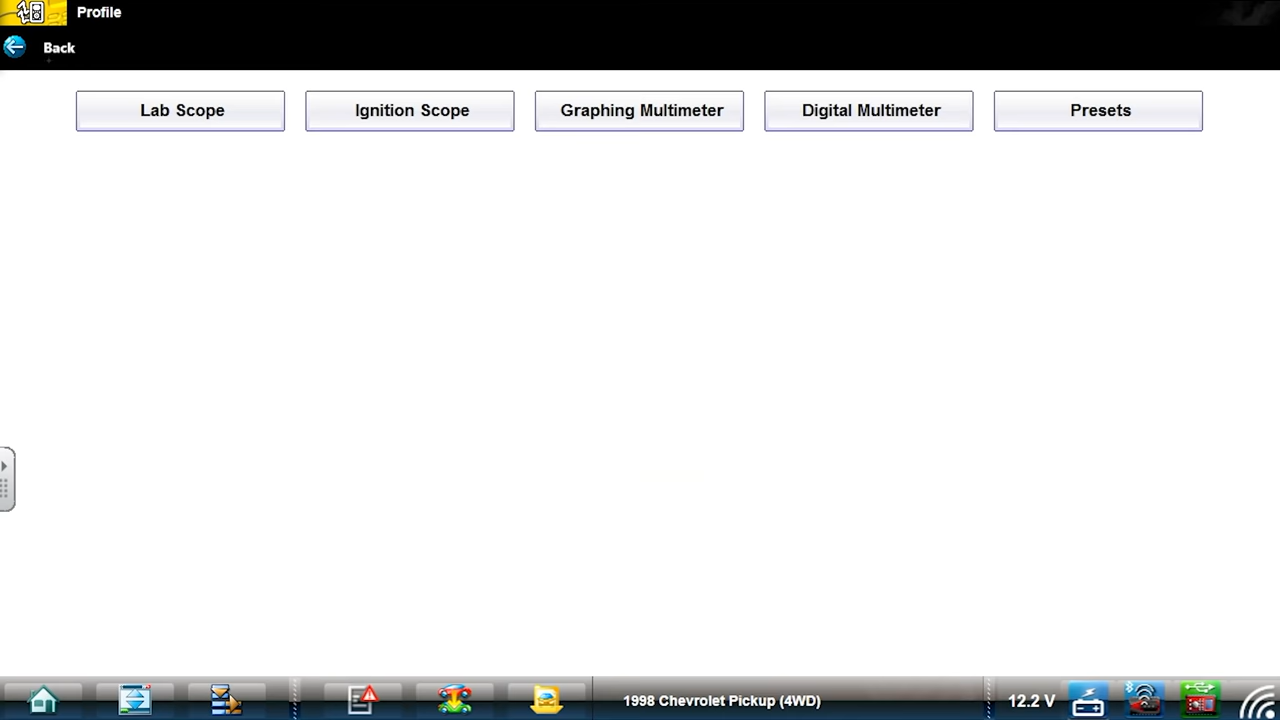 Profile
Back
Lab Scope
Ignition Scope
Graphing Multimeter
Digital Multimeter
Presets
1998 Chevrolet Pickup (4WD)
12.2 V